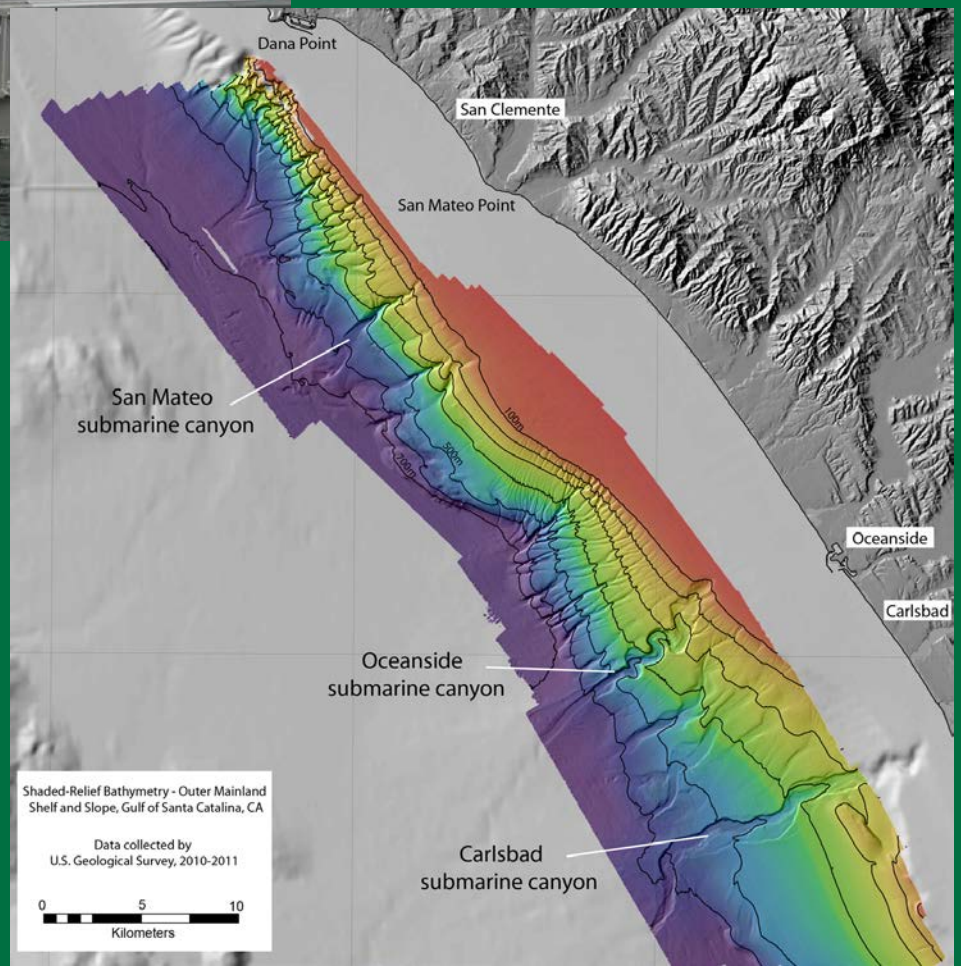 Dana Point
San Clemente
San Mateo Point
San Mateo
submarine canyon
100m
500m
700m
Oceanside
Carlsbad
Oceanside
submarine canyon
Shaded-Relief Bathymetry - Outer Mainland
Shelf and Slope, Gulf of Santa Catalina, CA
Data collected by
U.S. Geological Survey, 2010-2011
0 5 10
Kilometers
Carlsbad
submarine canyon